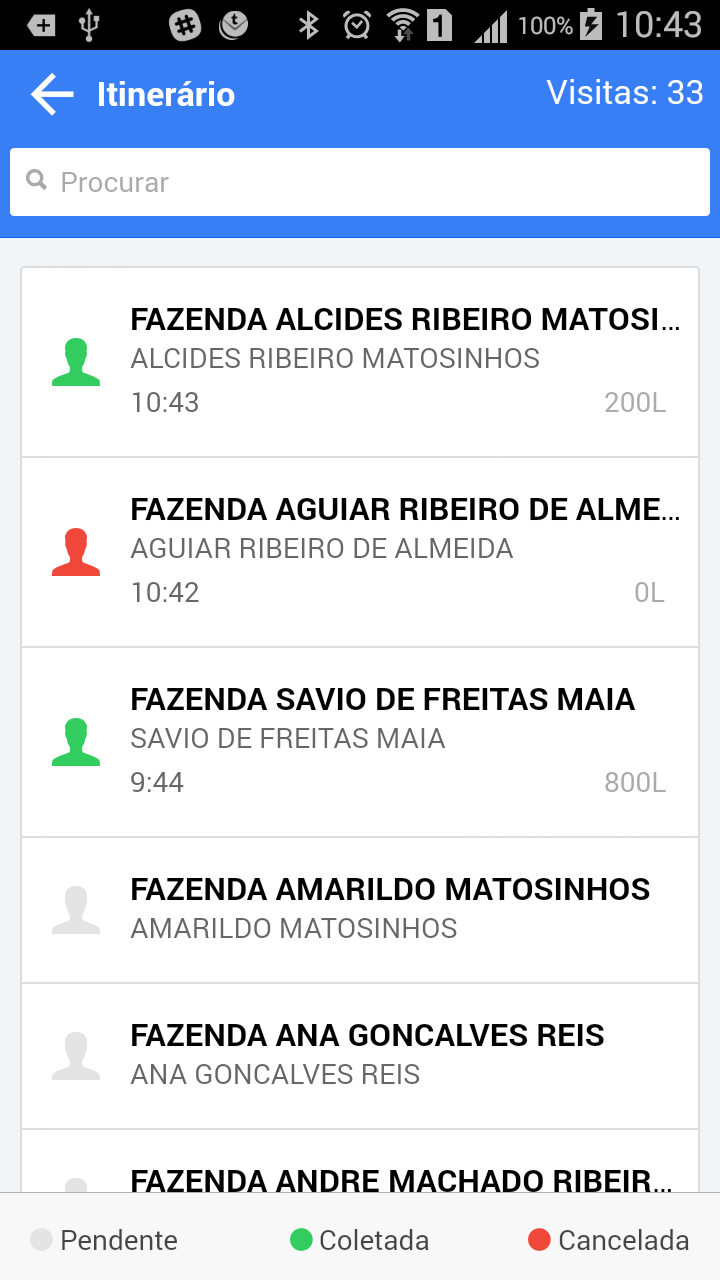 1 100% 10:43
Itinerário Visitas: 33
Procurar
FAZENDA ALCIDES RIBEIRO MATOSI...
ALCIDES RIBEIRO MATOSINHOS
10:43 200L
FAZENDA AGUIAR RIBEIRO DE ALME...
AGUIAR RIBEIRO DE ALMEIDA
10:42 0L
FAZENDA SAVIO DE FREITAS MAIA
SAVIO DE FREITAS MAIA
9:44 800L
FAZENDA AMARILDO MATOSINHOS
AMARILDO MATOSINHOS
FAZENDA ANA GONCALVES REIS
ANA GONCALVES REIS
FAZENDA ANDRE MACHADO RIBEIR...
Pendente Coletada Cancelada